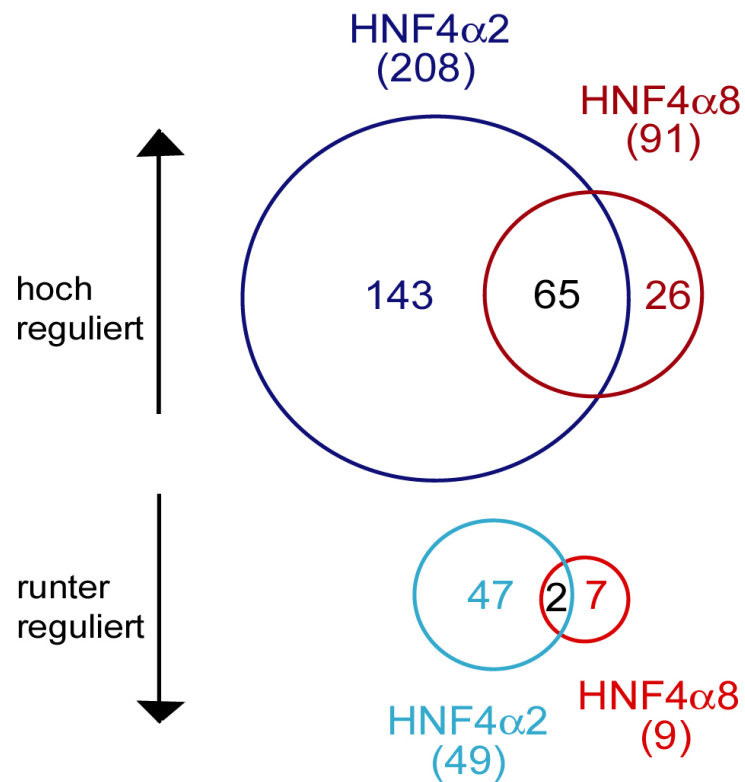 HNF4α2
(208)
HNF4α8
(91)
hoch
reguliert
143
65
26
runter
reguliert
47
2
7
HNF4α2
(49)
HNF4α8
(9)